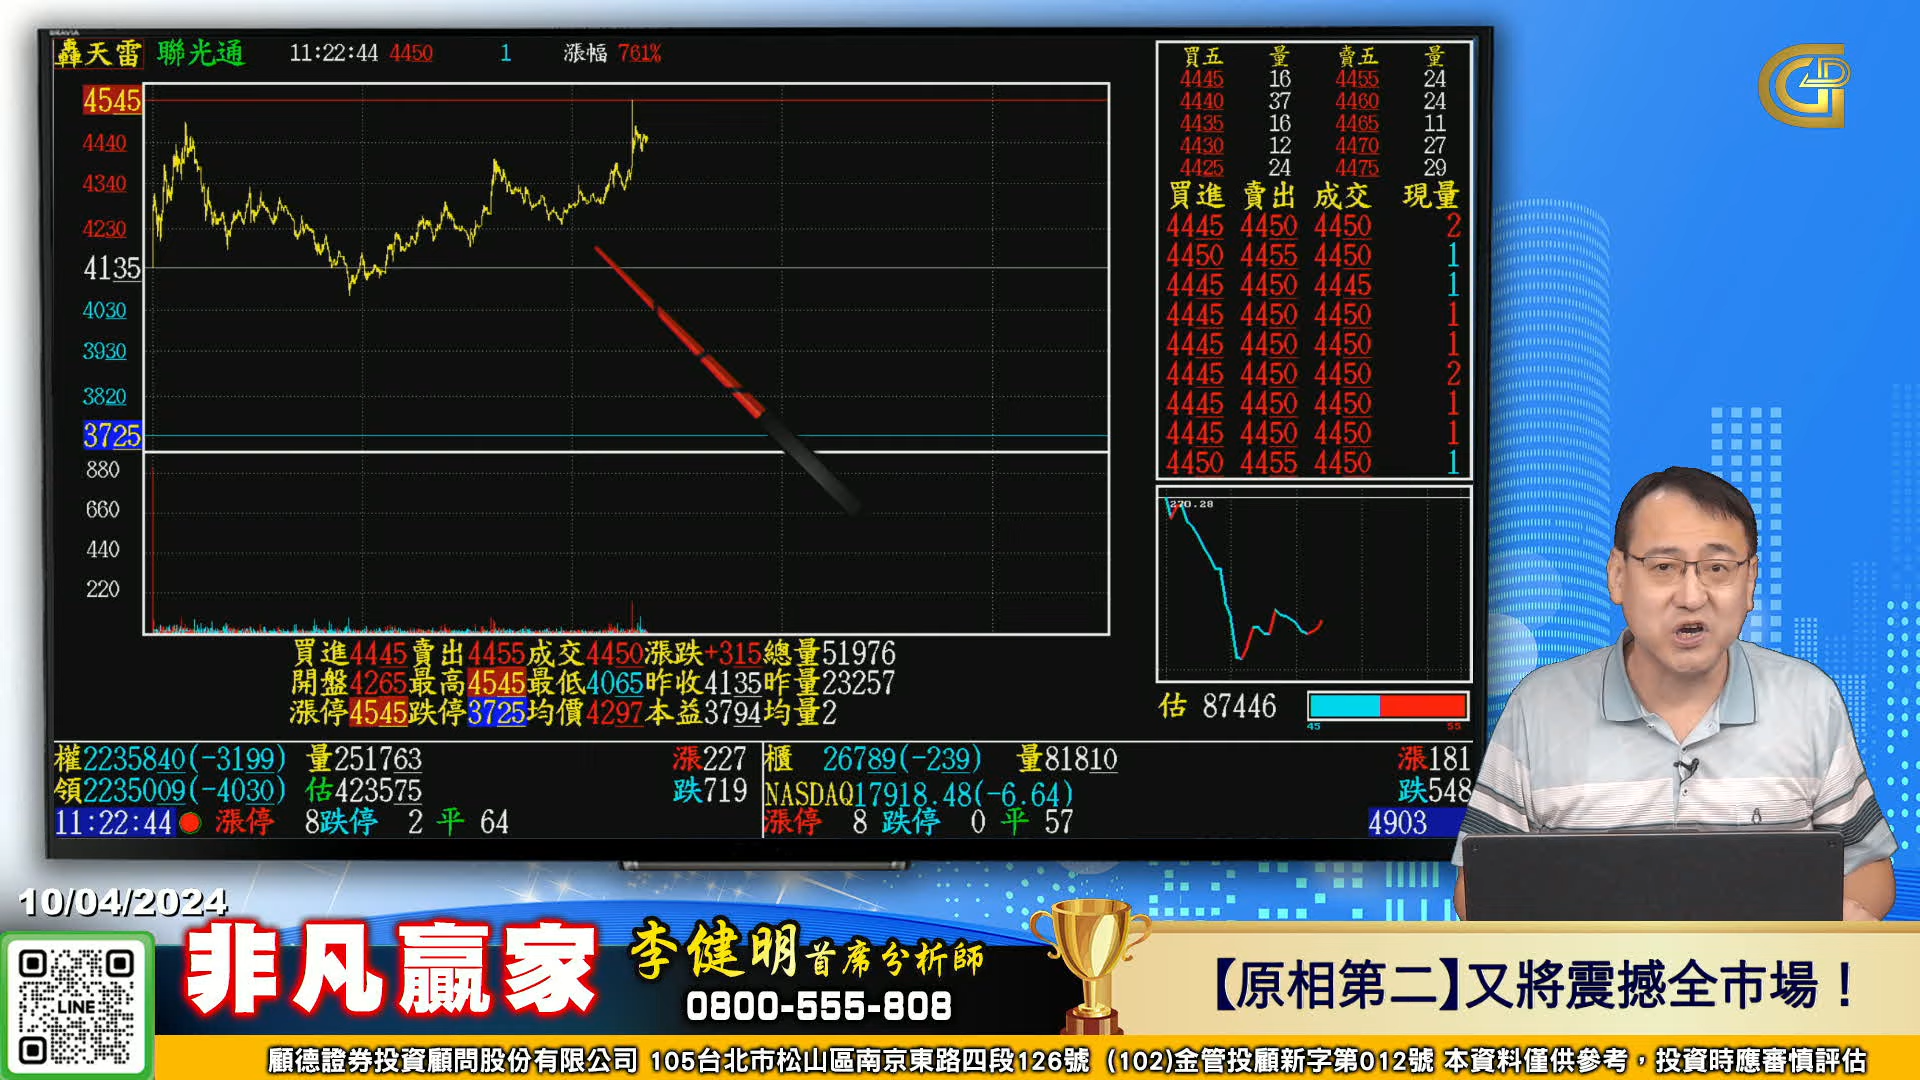 轟天雷 聯光通 11:22:44 4450 1 漲幅 761%
4545
4440
4340
4230
4135
4030
3930
3820
3725
880
660
440
220
買五 量 賣五 量
4445 16 4455 24
4440 37 4460 24
4435 16 4465 11
4430 12 4470 27
4425 24 4475 29
買進 賣出 成交 現量
4445 4450 4450 2
4450 4455 4450 1
4445 4450 4445 1
4445 4450 4450 1
4445 4450 4450 1
4445 4450 4450 2
4445 4450 4450 1
4445 4450 4450 1
4450 4455 4450 1
270.28
估 87446
45 55
買進4445賣出4455成交4450漲跌+315總量51976
開盤4265最高4545最低4065昨收4135昨量23257
漲停4545跌停3725均價4297本益3794均量2
權2235840(-3199) 量251763 漲227
領2235009(-4030) 估423575 跌719
11:22:44 漲停 8跌停 2 平 64
櫃 26789(-239) 量81810 漲181
NASDAQ17918.48(-6.64) 跌548
漲停 8 跌停 0 平 57 4903
10/04/2024
LINE
非凡贏家
李健明首席分析師
0800-555-808
【原相第二】又將震撼全市場！
顧德證券投資顧問股份有限公司 105台北市松山區南京東路四段126號 (102)金管投顧新字第012號 本資料僅供參考，投資時應審慎評估